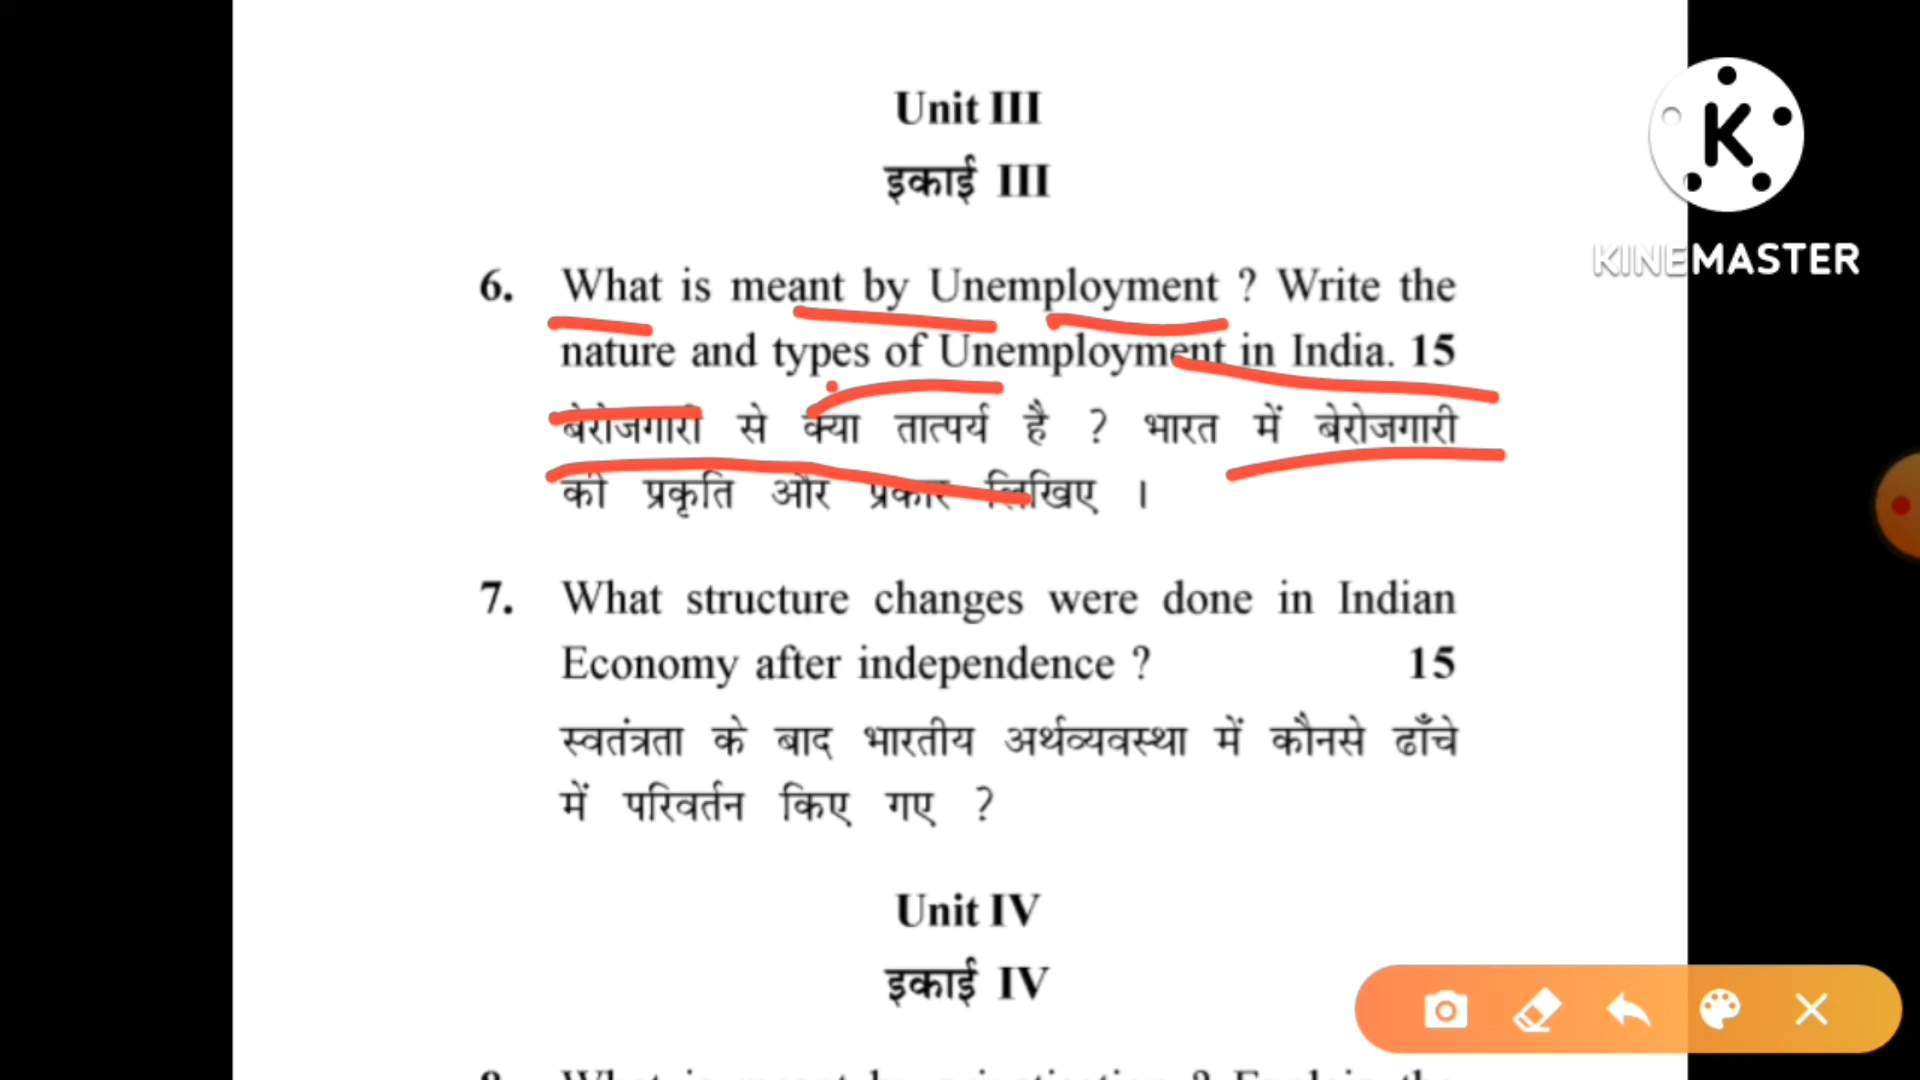 Unit III
इकाई III
6. What is meant by Unemployment ? Write the
nature and types of Unemployment in India. 15
बेरोजगारी से क्या तात्पर्य है ? भारत में बेरोजगारी
की प्रकृति और प्रकार लिखिए ।
7. What structure changes were done in Indian
Economy after independence ? 15
स्वतंत्रता के बाद भारतीय अर्थव्यवस्था में कौनसे ढाँचे
में परिवर्तन किए गए ?
Unit IV
इकाई IV
K
KINEMASTER